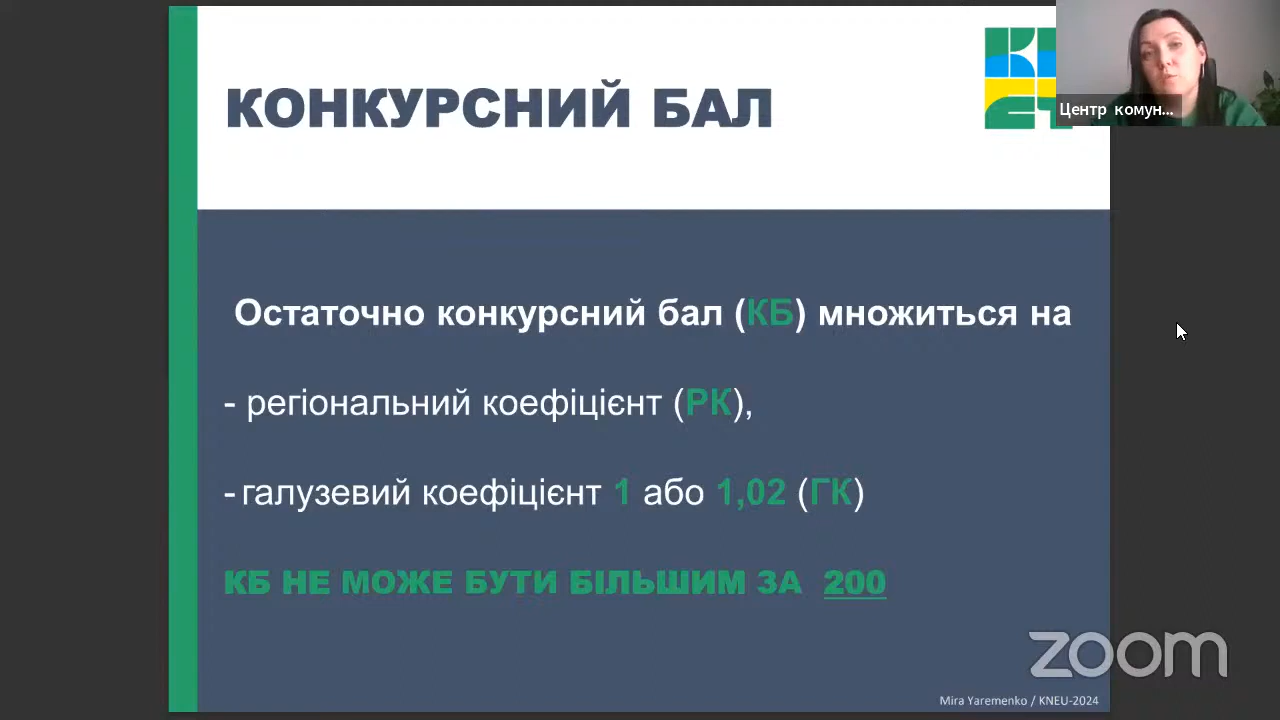 КОНКУРСНИЙ БАЛ
Центр комун...
Остаточно конкурсний бал (КБ) множиться на
- регіональний коефіцієнт (РК),
- галузевий коефіцієнт 1 або 1,02 (ГК)
КБ НЕ МОЖЕ БУТИ БІЛЬШИМ ЗА 200
zoom
Mira Yaremenko / KNEU-2024